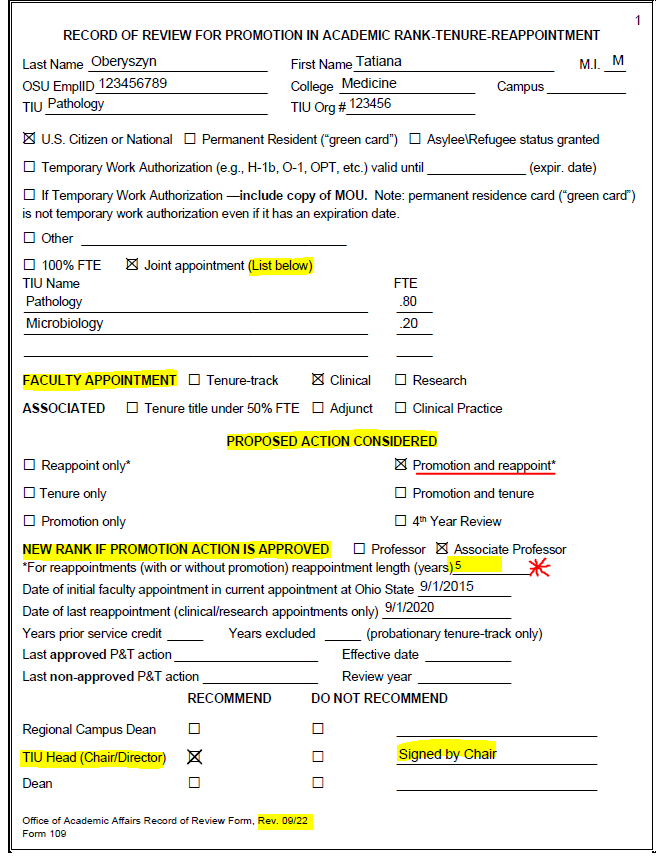 1
RECORD OF REVIEW FOR PROMOTION IN ACADEMIC RANK-TENURE-REAPPOINTMENT
Last Name Oberyszyn First Name Tatiana M.I. M
OSU EmplID 123456789 College Medicine Campus
TIU Pathology TIU Org # 123456
☒ U.S. Citizen or National ☐ Permanent Resident (“green card”) ☐ Asylee\Refugee status granted
☐ Temporary Work Authorization (e.g., H-1b, O-1, OPT, etc.) valid until ______________ (expir. date)
☐ If Temporary Work Authorization —include copy of MOU. Note: permanent residence card (“green card”)
is not temporary work authorization even if it has an expiration date.
☐ Other
☐ 100% FTE ☒ Joint appointment (List below)
TIU Name FTE
Pathology .80
Microbiology .20
FACULTY APPOINTMENT ☐ Tenure-track ☒ Clinical ☐ Research
ASSOCIATED ☐ Tenure title under 50% FTE ☐ Adjunct ☐ Clinical Practice
PROPOSED ACTION CONSIDERED
☐ Reappoint only* ☒ Promotion and reappoint*
☐ Tenure only ☐ Promotion and tenure
☐ Promotion only ☐ 4th Year Review
NEW RANK IF PROMOTION ACTION IS APPROVED ☐ Professor ☒ Associate Professor
*For reappointments (with or without promotion) reappointment length (years) 5
Date of initial faculty appointment in current appointment at Ohio State 9/1/2015
Date of last reappointment (clinical/research appointments only) 9/1/2020
Years prior service credit _____ Years excluded _____ (probationary tenure-track only)
Last approved P&T action Effective date
Last non-approved P&T action Review year
RECOMMEND DO NOT RECOMMEND
Regional Campus Dean ☐ ☐
TIU Head (Chair/Director) ☒ ☐ Signed by Chair
Dean ☐ ☐
Office of Academic Affairs Record of Review Form, Rev. 09/22
Form 109